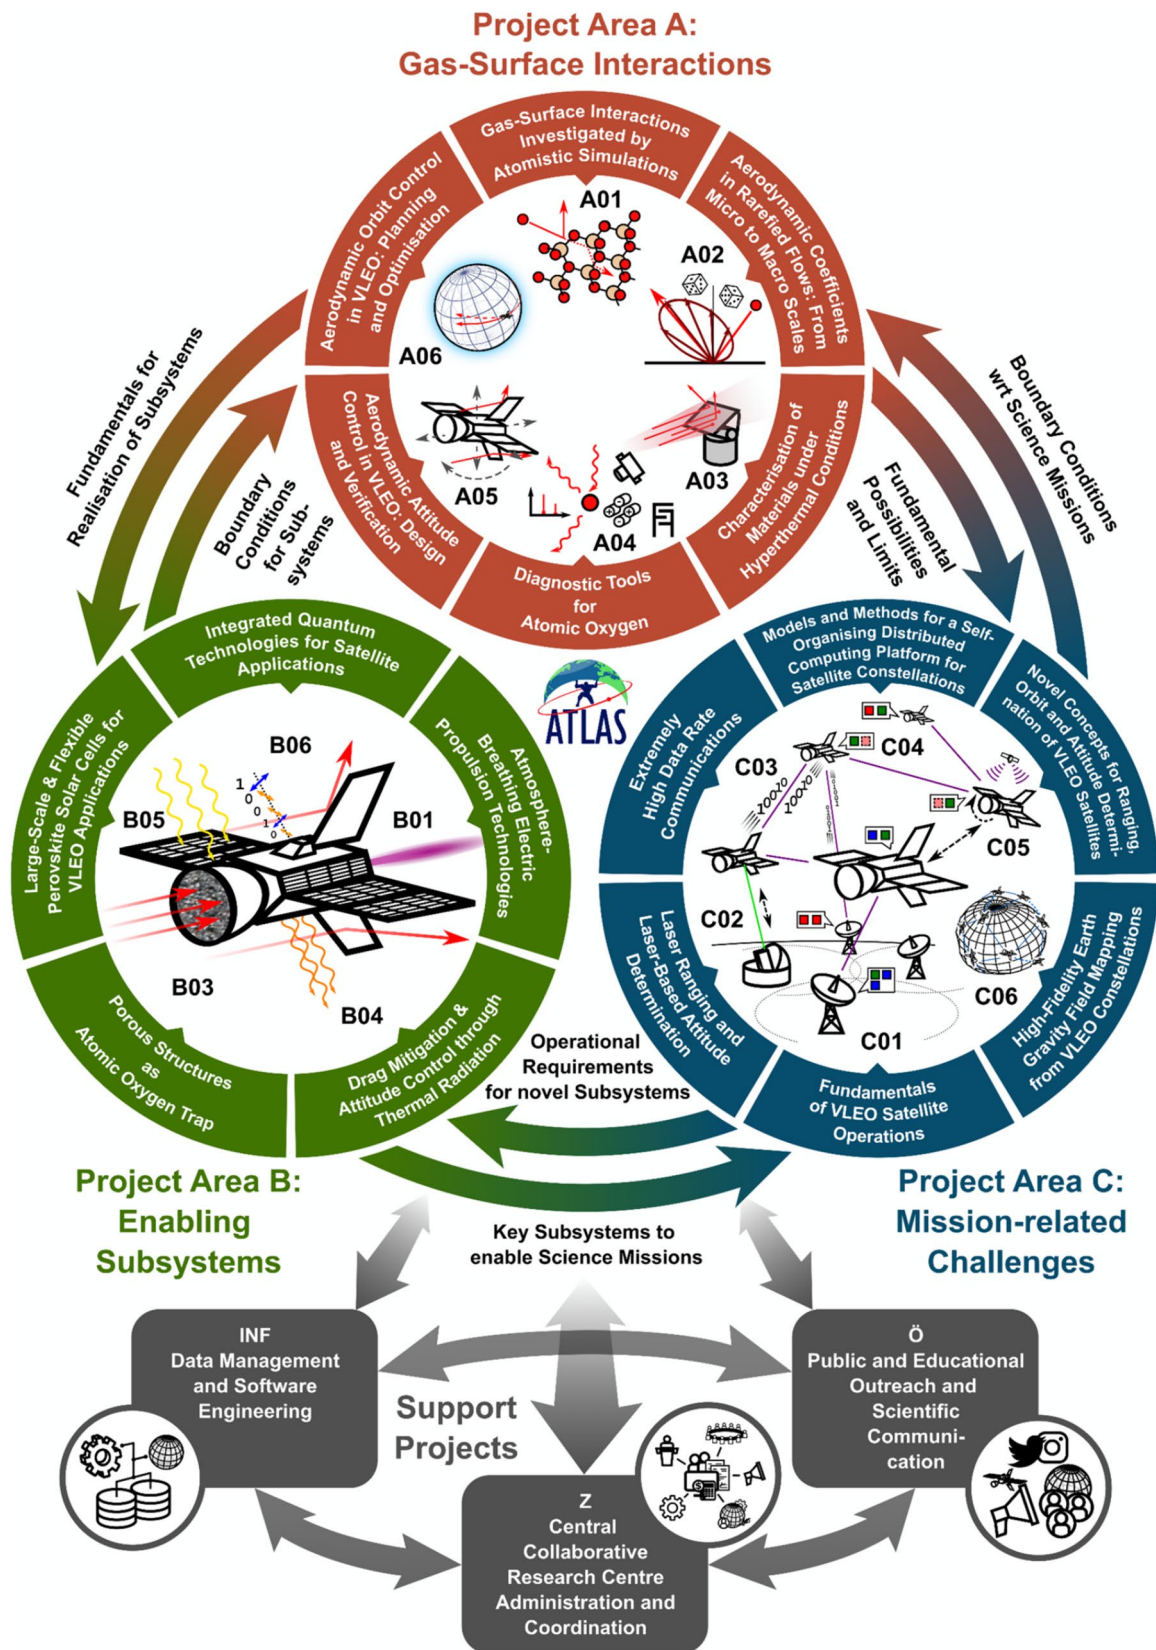 Project Area A:
Gas-Surface Interactions
Gas-Surface Interactions
Investigated by
Atomistic Simulations
A01
Aerodynamic Coefficients
in Rarefied Flows: From
Micro to Macro Scales
A02
Characterisation of
Materials under
Hyperthermal Conditions
A03
Diagnostic Tools
for
Atomic Oxygen
A04
Aerodynamic Attitude
Control in VLEO: Design
and Verification
A05
Aerodynamic Orbit Control
in VLEO: Planning
and Optimisation
A06
Fundamentals for
Realisation of Subsystems
Boundary
Conditions
for Sub-
systems
Boundary Conditions
wrt Science Missions
Fundamental
Possibilities
and Limits
ATLAS
Integrated Quantum
Technologies for Satellite
Applications
B06
1
0
1
0
Atmosphere-
Breathing Electric
Propulsion Technologies
B01
Large-Scale & Flexible
Perovskite Solar Cells for
VLEO Applications
B05
Porous Structures
as
Atomic Oxygen Trap
B03
Drag Mitigation &
Attitude Control through
Thermal Radiation
B04
Models and Methods for a Self-
Organising Distributed
Computing Platform for
Satellite Constellations
C04
Novel Concepts for Ranging,
Orbit and Attitude Determi-
nation of VLEO Satellites
C05
Extremely
High Data Rate
Communications
C03
Laser Ranging and
Laser-Based Attitude
Determination
C02
Fundamentals
of VLEO Satellite
Operations
C01
High-Fidelity Earth
Gravity Field Mapping
from VLEO Constellations
C06
Operational
Requirements
for novel Subsystems
Project Area B:
Enabling
Subsystems
Key Subsystems to
enable Science Missions
Project Area C:
Mission-related
Challenges
INF
Data Management
and Software
Engineering
Support
Projects
Ö
Public and Educational
Outreach and
Scientific
Communi-
cation
Z
Central
Collaborative
Research Centre
Administration and
Coordination